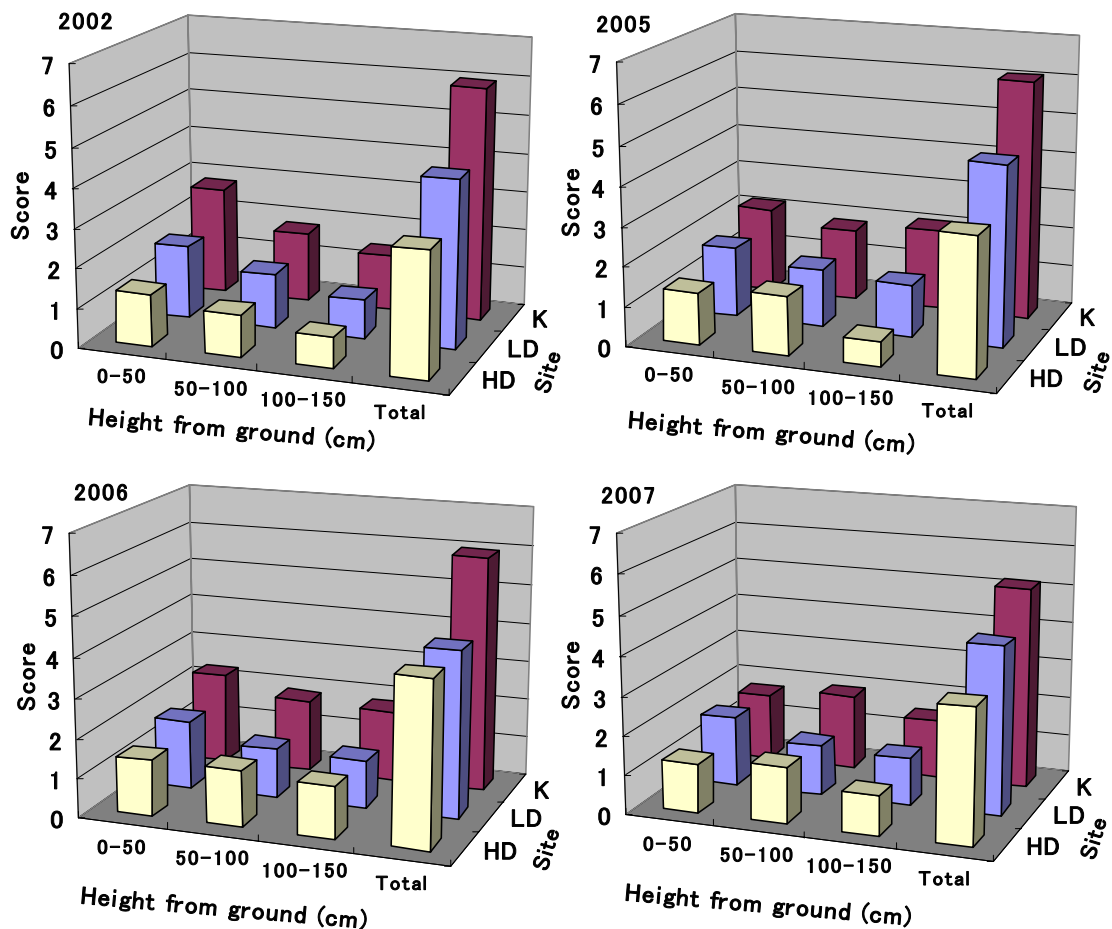 2002
7
6
5
4
3
2
1
0
Score
0-50
50-100
100-150
Total
Height from ground (cm)
HD
LD
K
Site
2005
7
6
5
4
3
2
1
0
Score
0-50
50-100
100-150
Total
Height from ground (cm)
HD
LD
K
Site
2006
7
6
5
4
3
2
1
0
Score
0-50
50-100
100-150
Total
Height from ground (cm)
HD
LD
K
Site
2007
7
6
5
4
3
2
1
0
Score
0-50
50-100
100-150
Total
Height from ground (cm)
HD
LD
K
Site